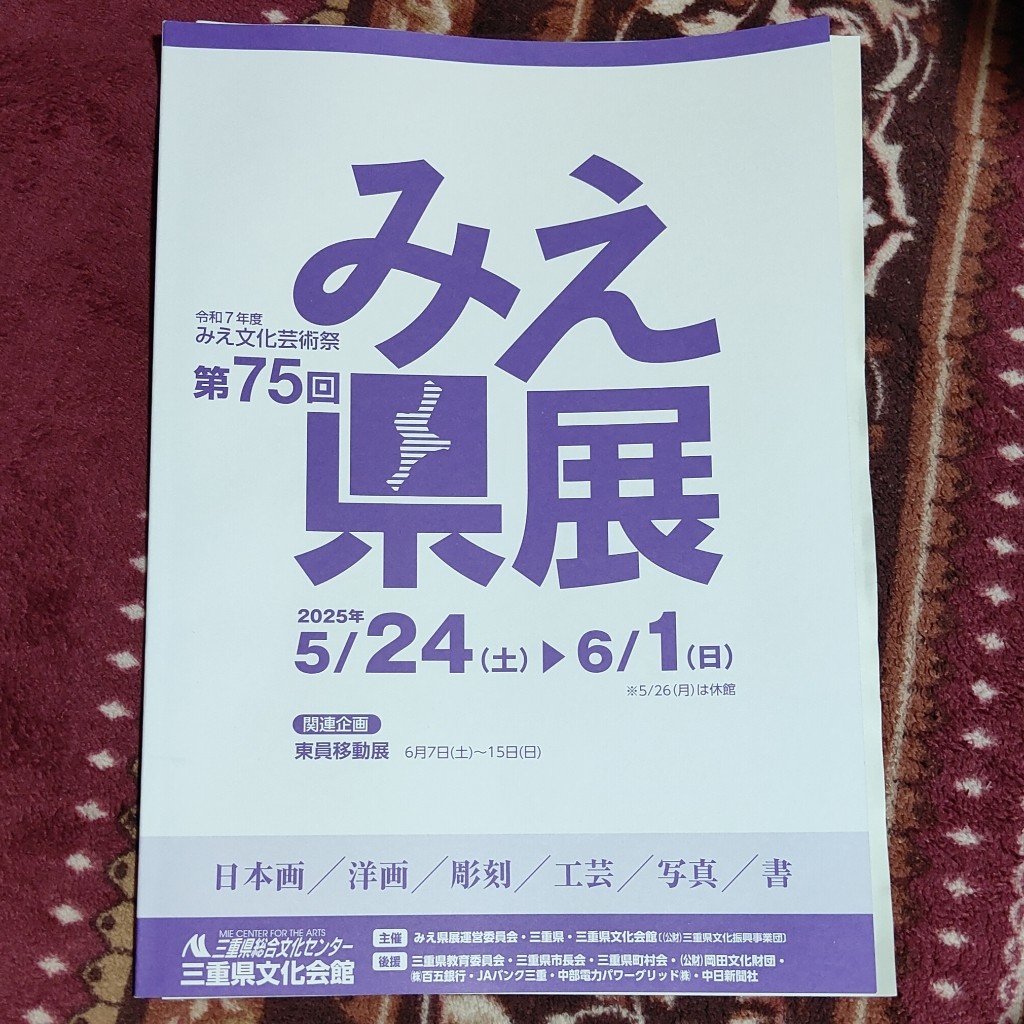 みえ
令和7年度
みえ文化芸術祭
第75回
県展
2025年
5/24(土)▶6/1(日)
※5/26(月)は休館
関連企画
東員移動展 6月7日(土)～15日(日)
日本画／洋画／彫刻／工芸／写真／書
MIE CENTER FOR THE ARTS
三重県総合文化センター
三重県文化会館
主催 みえ県展運営委員会・三重県・三重県文化会館〔(公財)三重県文化振興事業団〕
後援 三重県教育委員会・三重県市長会・三重県町村会・(公財)岡田文化財団・
㈱百五銀行・JAバンク三重・中部電力パワーグリッド㈱・中日新聞社